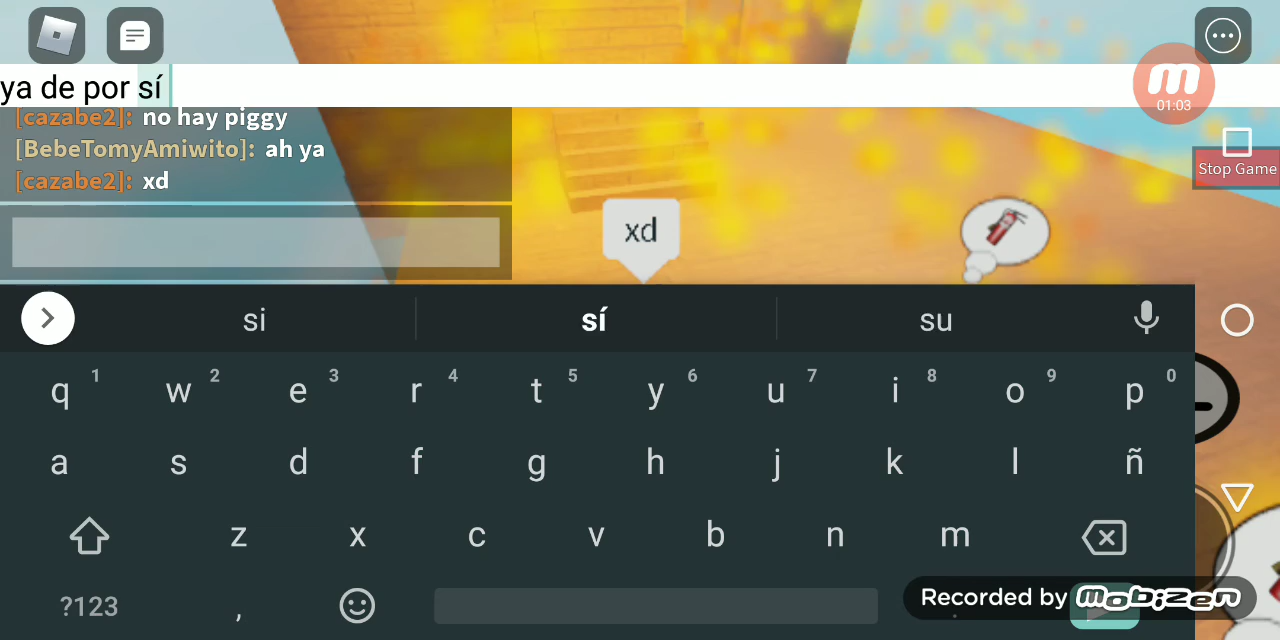 ya de por sí
01:03
[cazabe2]: no hay piggy
[BebeTomyAmiwito]: ah ya
[cazabe2]: xd
Stop Game
xd
si sí su
q 1 w 2 e 3 r 4 t 5 y 6 u 7 i 8 o 9 p 0
a s d f g h j k l ñ
z x c v b n m
?123 , .
Recorded by mobizen